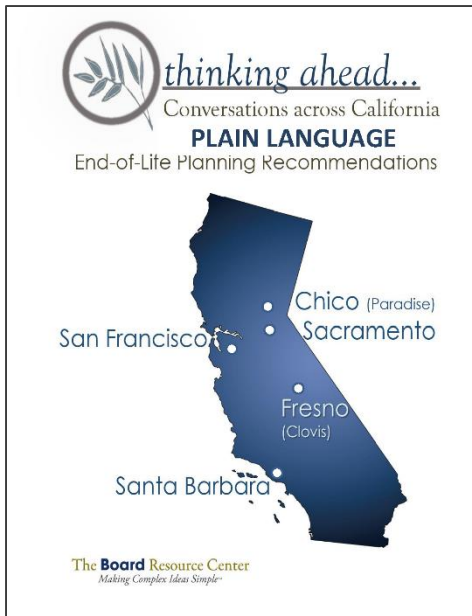 thinking ahead...
Conversations across California
PLAIN LANGUAGE
End-of-Life Planning Recommendations
Chico (Paradise)
Sacramento
San Francisco
Fresno
(Clovis)
Santa Barbara
The Board Resource Center
Making Complex Ideas Simple